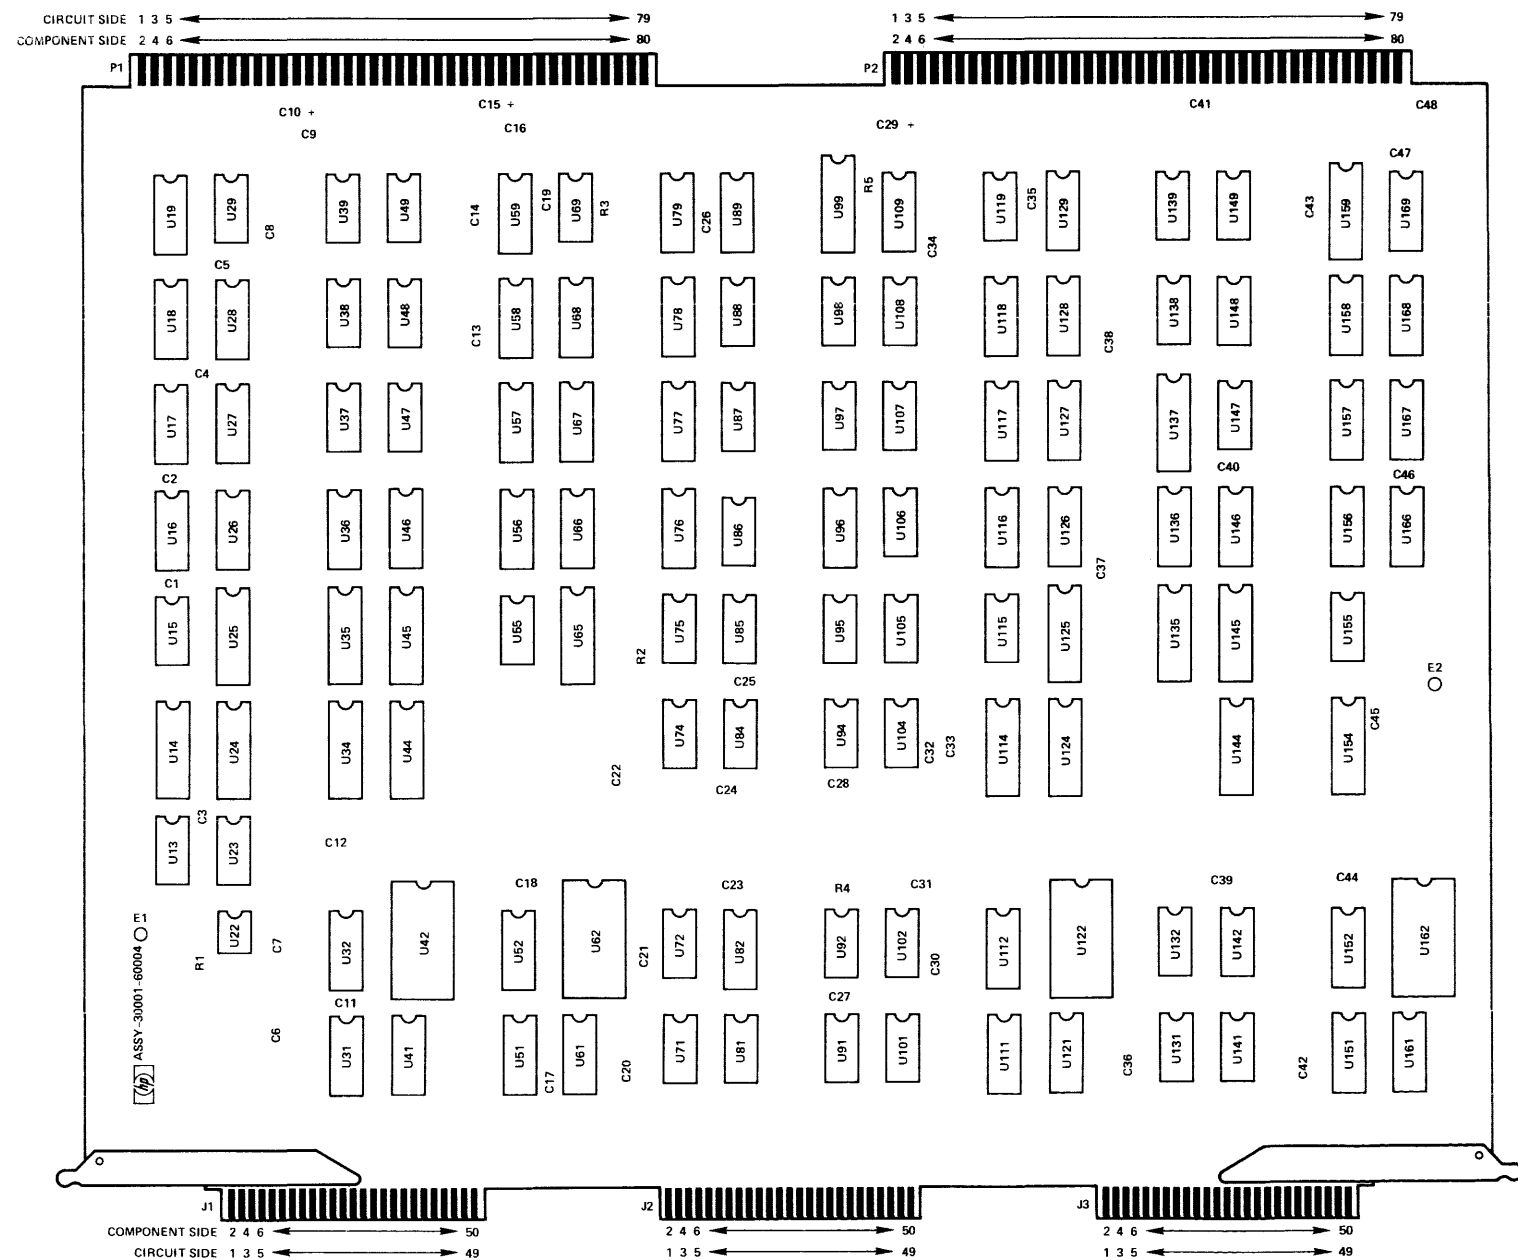 CIRCUIT SIDE 1 3 5 79 1 3 5 79
COMPONENT SIDE 2 4 6 80 2 4 6 80
P1 P2
C10 + C15 + C41 C48
C9 C16 C29 +
C47
U19 U29 C8 U39 U49 C14 U59 C19 U69 R3 U79 C26 U89 U99 R5 U109 C34 U119 C35 U129 U139 U149 C43 U159 U169
C5
U18 U28 U38 U48 C13 U58 U68 U78 U88 U98 U108 U118 U128 C38 U138 U148 U158 U168
C4
U17 U27 U37 U47 U57 U67 U77 U87 U97 U107 U117 U127 U137 U147 U157 U167
C2 C40 C46
U16 U26 U36 U46 U56 U66 U76 U86 U96 U106 U116 U126 C37 U136 U146 U156 U166
C1
U15 U25 U35 U45 U55 U65 R2 U75 U85 U95 U105 U115 U125 U135 U145 U155
E2
C25
U14 U24 U34 U44 C22 U74 U84 U94 U104 C32 C33 U114 U124 U144 U154 C45
C24 C28
C3
U13 U23 C12
C18 C23 R4 C31 C39 C44
E1
R1 U22 C7 U32 U42 U52 U62 C21 U72 U82 U92 U102 C30 U112 U122 U132 U142 U152 U162
C11 C27
C6 U31 U41 U51 C17 U61 C20 U71 U81 U91 U101 U111 U121 C36 U131 U141 C42 U151 U161
hp ASSY-30001-60004
J1 J2 J3
COMPONENT SIDE 2 4 6 50 2 4 6 50 2 4 6 50
CIRCUIT SIDE 1 3 5 49 1 3 5 49 1 3 5 49